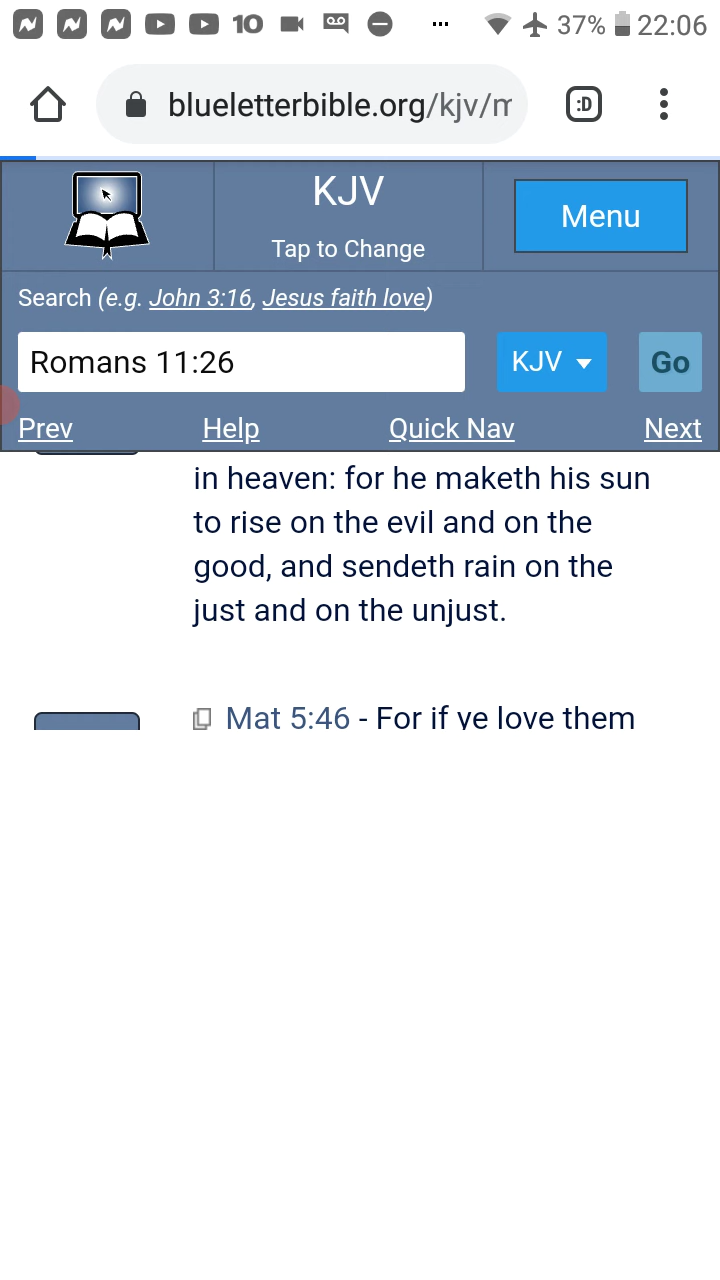 10 ... 37% 22:06
blueletterbible.org/kjv/m :D
KJV
Tap to Change
Menu
Search (e.g. John 3:16, Jesus faith love)
Romans 11:26 KJV Go
Prev Help Quick Nav Next
in heaven: for he maketh his sun
to rise on the evil and on the
good, and sendeth rain on the
just and on the unjust.
Mat 5:46 - For if ye love them